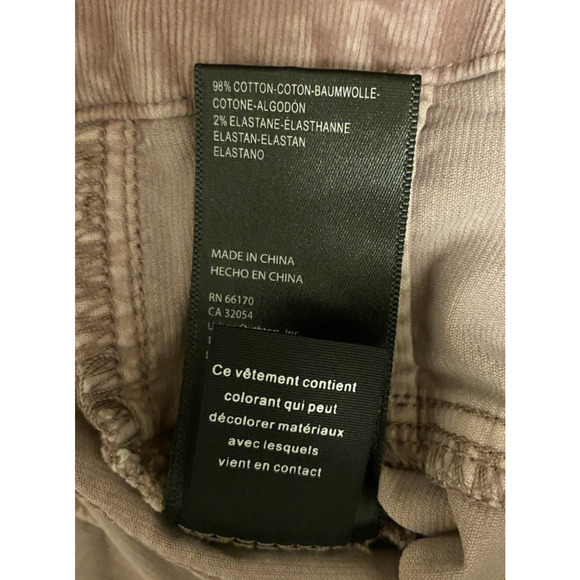 98% COTTON-COTON-BAUMWOLLE-
COTONE-ALGODÓN
2% ELASTANE-ÉLASTHANNE
ELASTAN-ELASTAN
ELASTANO
MADE IN CHINA
HECHO EN CHINA
RN 66170
CA 32054
Ce vêtement contient
colorant qui peut
décolorer matériaux
avec lesquels
vient en contact